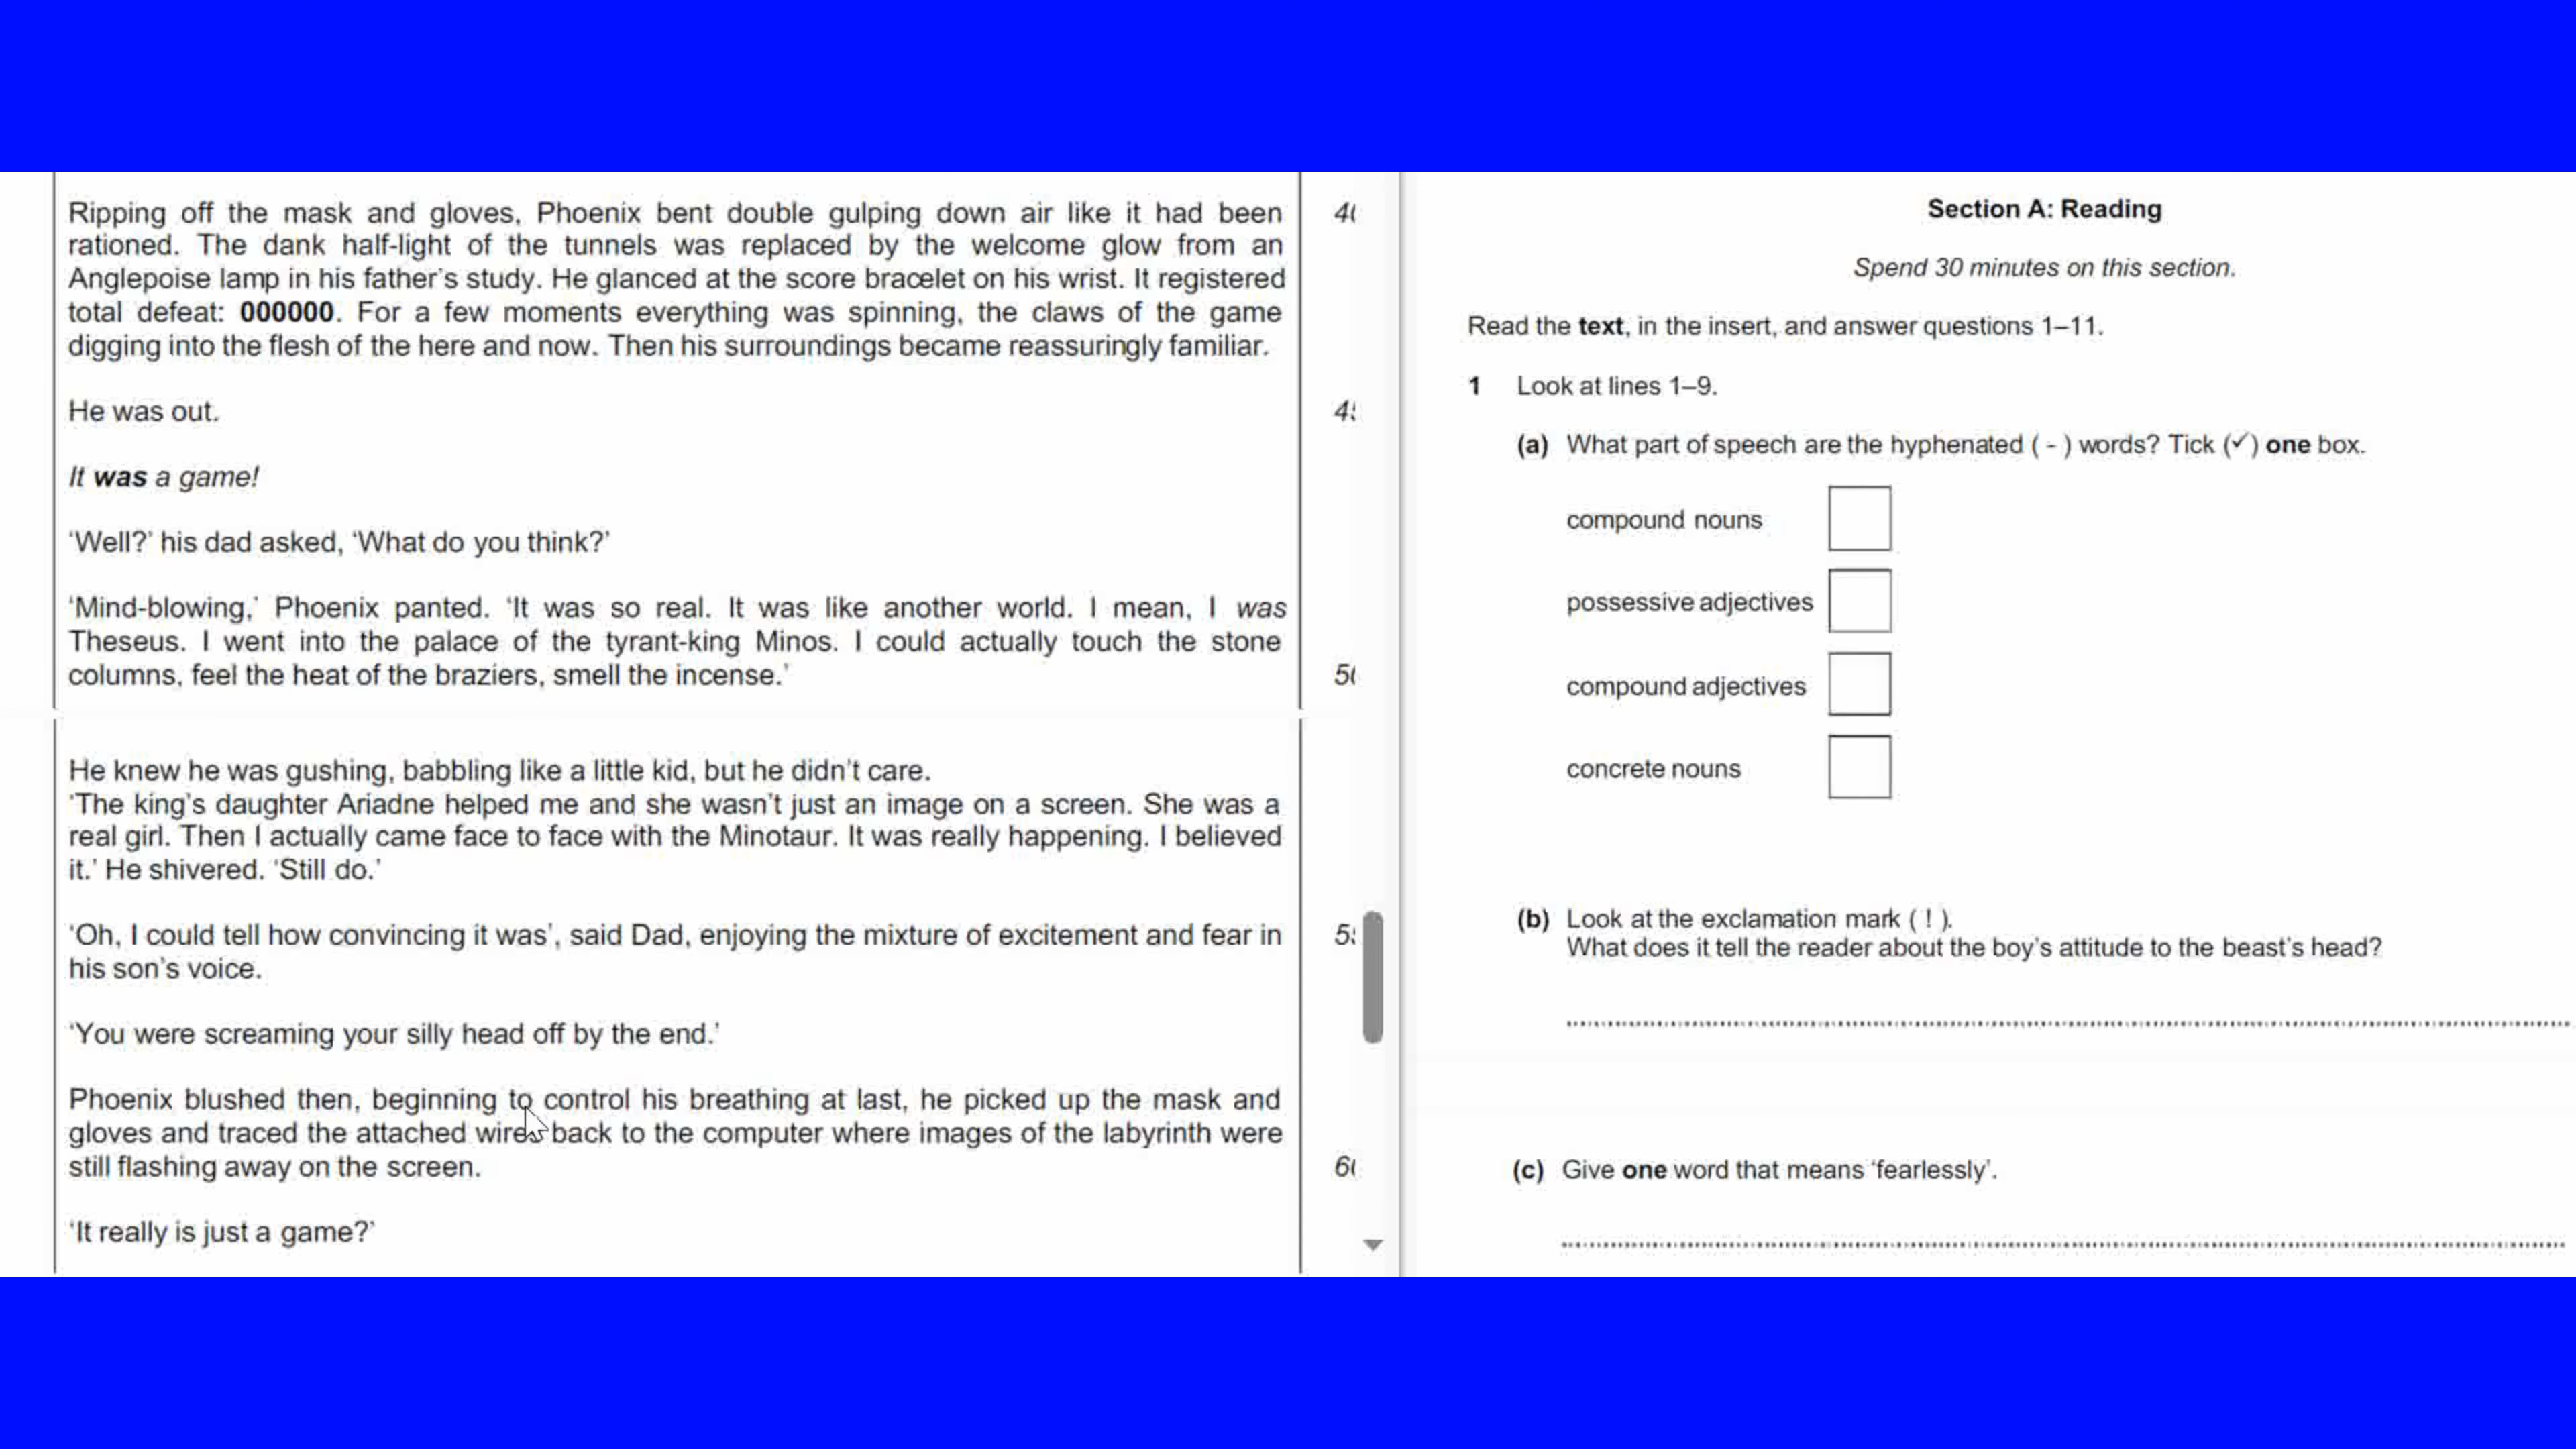 Ripping off the mask and gloves, Phoenix bent double gulping down air like it had been
rationed. The dank half-light of the tunnels was replaced by the welcome glow from an
Anglepoise lamp in his father's study. He glanced at the score bracelet on his wrist. It registered
total defeat: 000000. For a few moments everything was spinning, the claws of the game
digging into the flesh of the here and now. Then his surroundings became reassuringly familiar.
He was out.
It was a game!
'Well?' his dad asked, 'What do you think?'
'Mind-blowing,' Phoenix panted. 'It was so real. It was like another world. I mean, I was
Theseus. I went into the palace of the tyrant-king Minos. I could actually touch the stone
columns, feel the heat of the braziers, smell the incense.'
He knew he was gushing, babbling like a little kid, but he didn't care.
'The king's daughter Ariadne helped me and she wasn't just an image on a screen. She was a
real girl. Then I actually came face to face with the Minotaur. It was really happening. I believed
it.' He shivered. 'Still do.'
'Oh, I could tell how convincing it was', said Dad, enjoying the mixture of excitement and fear in
his son's voice.
'You were screaming your silly head off by the end.'
Phoenix blushed then, beginning to control his breathing at last, he picked up the mask and
gloves and traced the attached wires back to the computer where images of the labyrinth were
still flashing away on the screen.
'It really is just a game?'
Section A: Reading
Spend 30 minutes on this section.
Read the text, in the insert, and answer questions 1–11.
1 Look at lines 1–9.
(a) What part of speech are the hyphenated ( - ) words? Tick (✓) one box.
compound nouns
possessive adjectives
compound adjectives
concrete nouns
(b) Look at the exclamation mark ( ! ).
What does it tell the reader about the boy's attitude to the beast's head?
(c) Give one word that means 'fearlessly'.